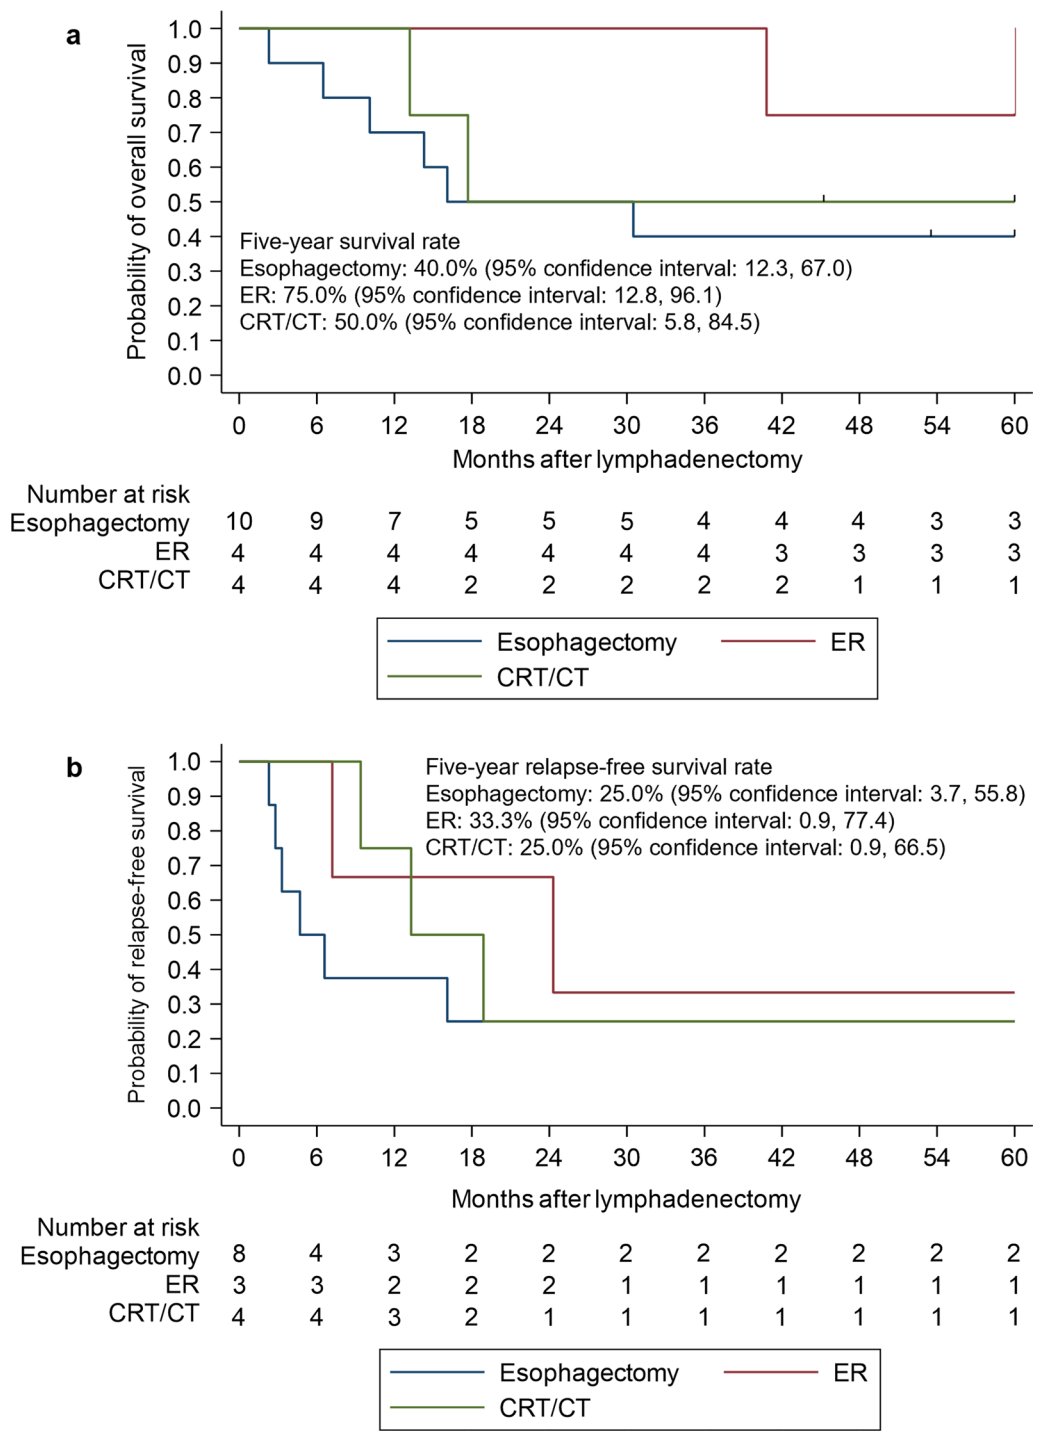 a
Probability of overall survival
1.0
0.9
0.8
0.7
0.6
0.5
0.4
0.3
0.2
0.1
0.0
Five-year survival rate
Esophagectomy: 40.0% (95% confidence interval: 12.3, 67.0)
ER: 75.0% (95% confidence interval: 12.8, 96.1)
CRT/CT: 50.0% (95% confidence interval: 5.8, 84.5)
0 6 12 18 24 30 36 42 48 54 60
Months after lymphadenectomy
Number at risk
Esophagectomy 10 9 7 5 5 5 4 4 4 3 3
ER 4 4 4 4 4 4 4 3 3 3 3
CRT/CT 4 4 4 2 2 2 2 2 1 1 1
Esophagectomy ER
CRT/CT
b
Probability of relapse-free survival
1.0
0.9
0.8
0.7
0.6
0.5
0.4
0.3
0.2
0.1
0.0
Five-year relapse-free survival rate
Esophagectomy: 25.0% (95% confidence interval: 3.7, 55.8)
ER: 33.3% (95% confidence interval: 0.9, 77.4)
CRT/CT: 25.0% (95% confidence interval: 0.9, 66.5)
0 6 12 18 24 30 36 42 48 54 60
Months after lymphadenectomy
Number at risk
Esophagectomy 8 4 3 2 2 2 2 2 2 2 2
ER 3 3 2 2 2 1 1 1 1 1 1
CRT/CT 4 4 3 2 1 1 1 1 1 1 1
Esophagectomy ER
CRT/CT